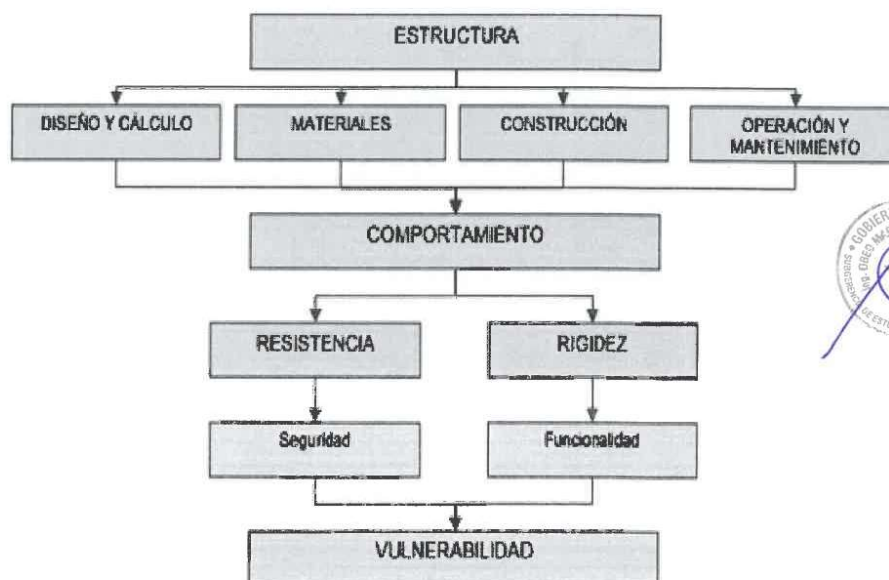 ESTRUCTURA
DISEÑO Y CÁLCULO
MATERIALES
CONSTRUCCIÓN
OPERACIÓN Y
MANTENIMIENTO
COMPORTAMIENTO
RESISTENCIA
RIGIDEZ
Seguridad
Funcionalidad
VULNERABILIDAD